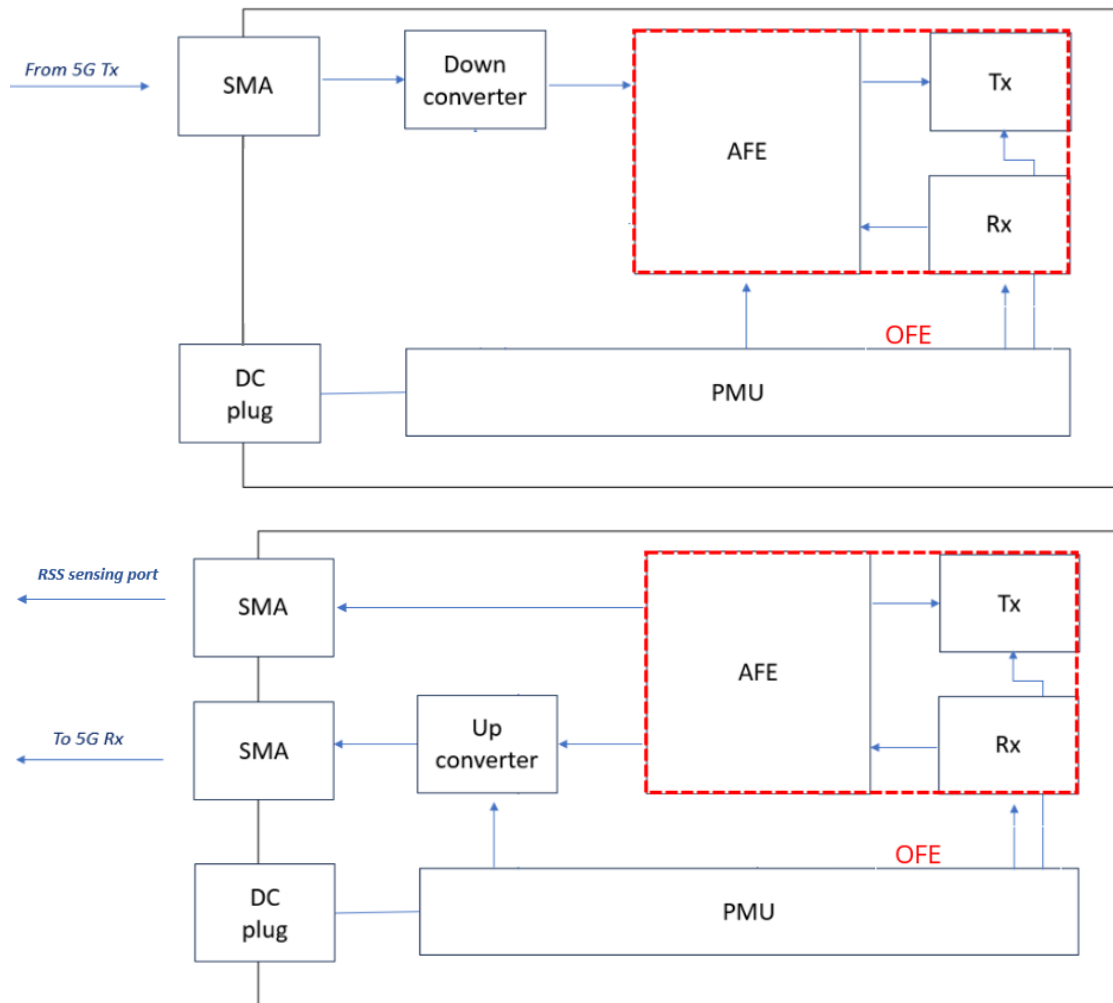 From 5G Tx
SMA
Down
converter
AFE
Tx
Rx
OFE
DC
plug
PMU
RSS sensing port
SMA
AFE
Tx
To 5G Rx
SMA
Up
converter
Rx
OFE
DC
plug
PMU